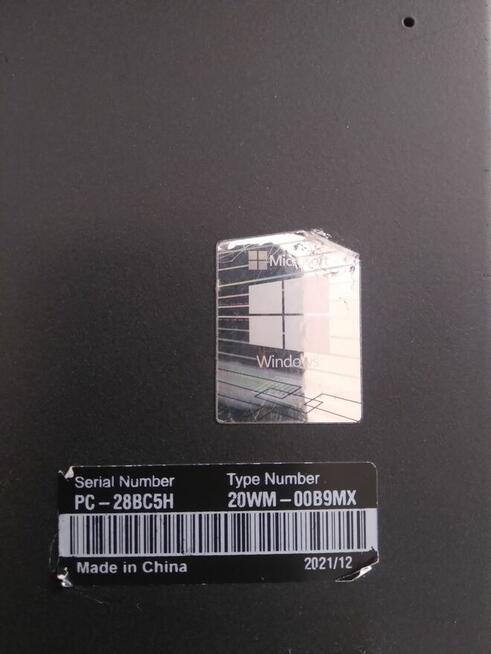 Microsoft
Windows
Serial Number Type Number
PC-28BC5H 20WM-00B9MX
Made in China 2021/12